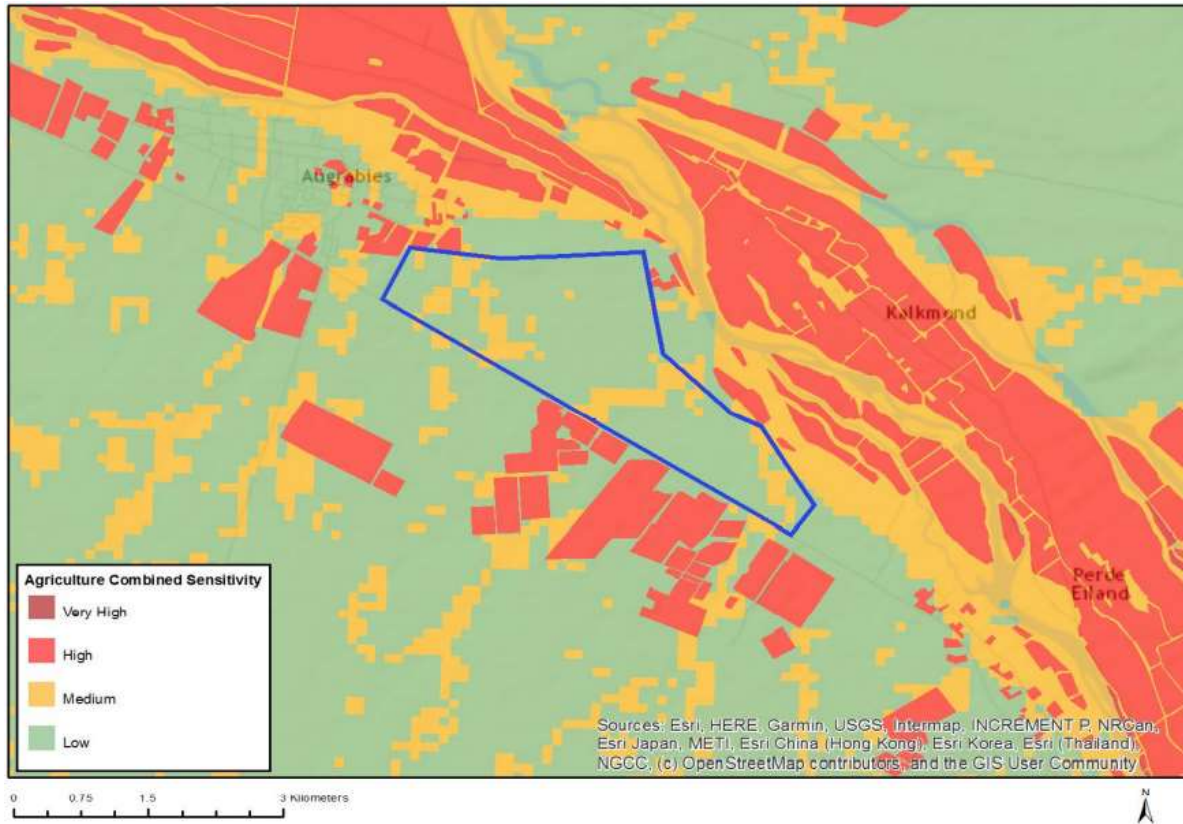 Augrabies
Kalkmond
Perde
Eiland
Agriculture Combined Sensitivity
Very High
High
Medium
Low
Sources: Esri, HERE, Garmin, USGS, Intermap, INCREMENT P, NRCan,
Esri Japan, METI, Esri China (Hong Kong), Esri Korea, Esri (Thailand),
NGCC, (c) OpenStreetMap contributors, and the GIS User Community
0 0.75 1.5 3 Kilometers
N